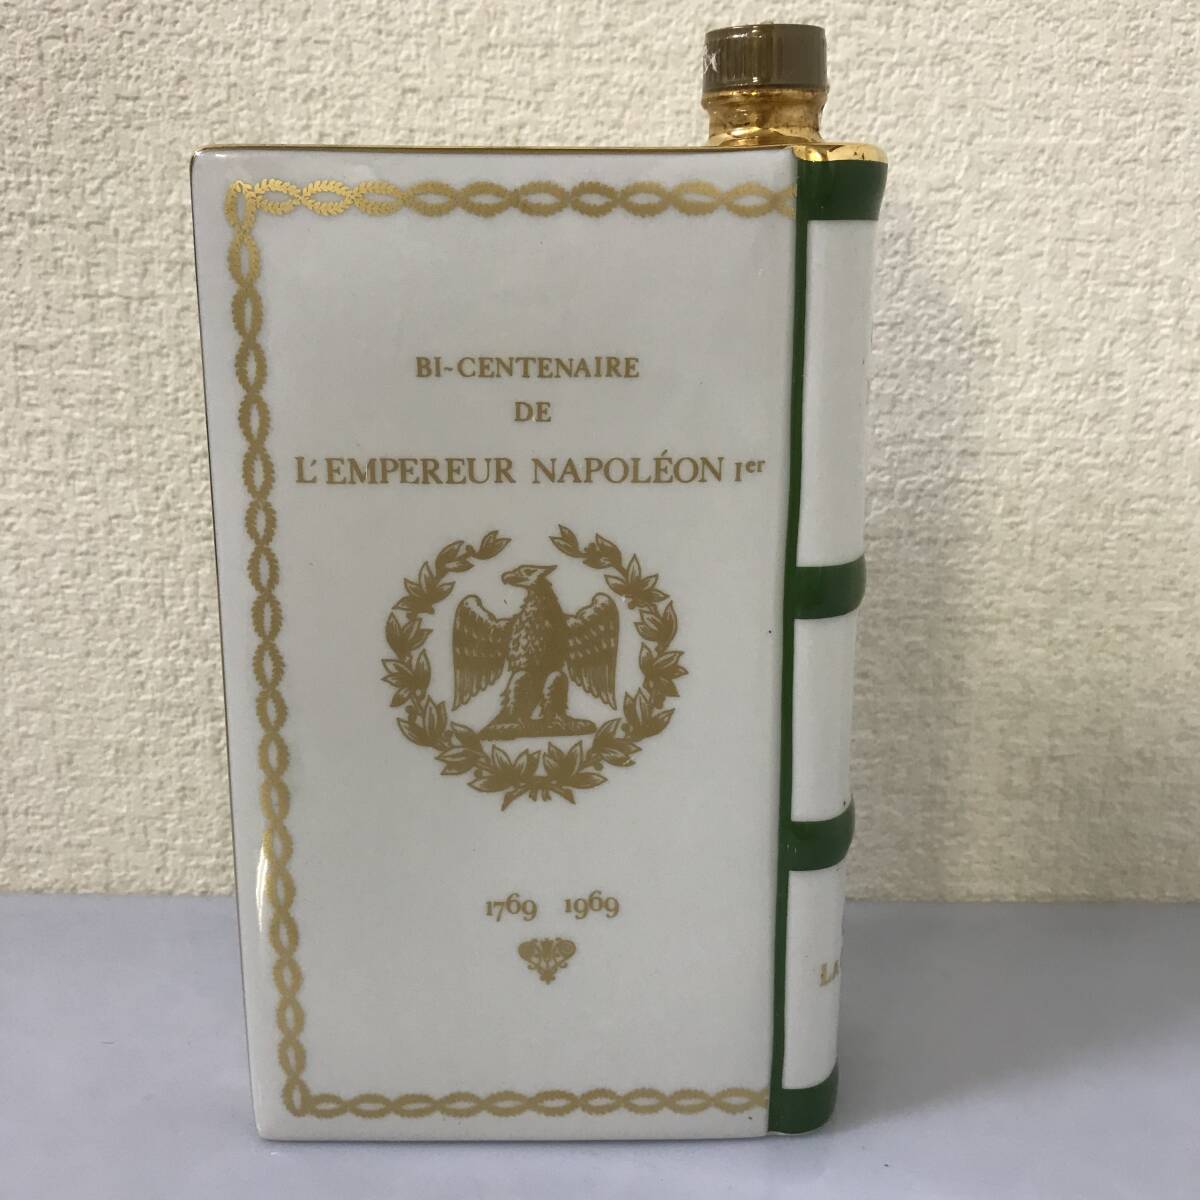 BI-CENTENAIRE
DE
L'EMPEREUR NAPOLÉON Ier
1769 1969